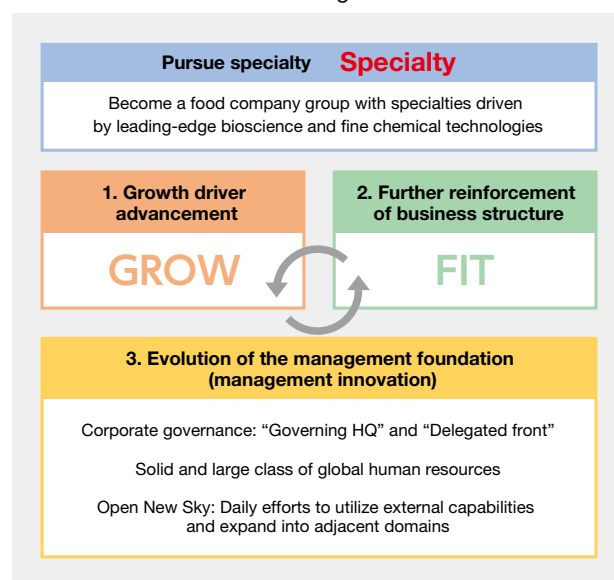 Pursue specialty Specialty
Become a food company group with specialties driven
by leading-edge bioscience and fine chemical technologies
1. Growth driver
advancement
GROW
2. Further reinforcement
of business structure
FIT
3. Evolution of the management foundation
(management innovation)
Corporate governance: “Governing HQ” and “Delegated front”
Solid and large class of global human resources
Open New Sky: Daily efforts to utilize external capabilities
and expand into adjacent domains